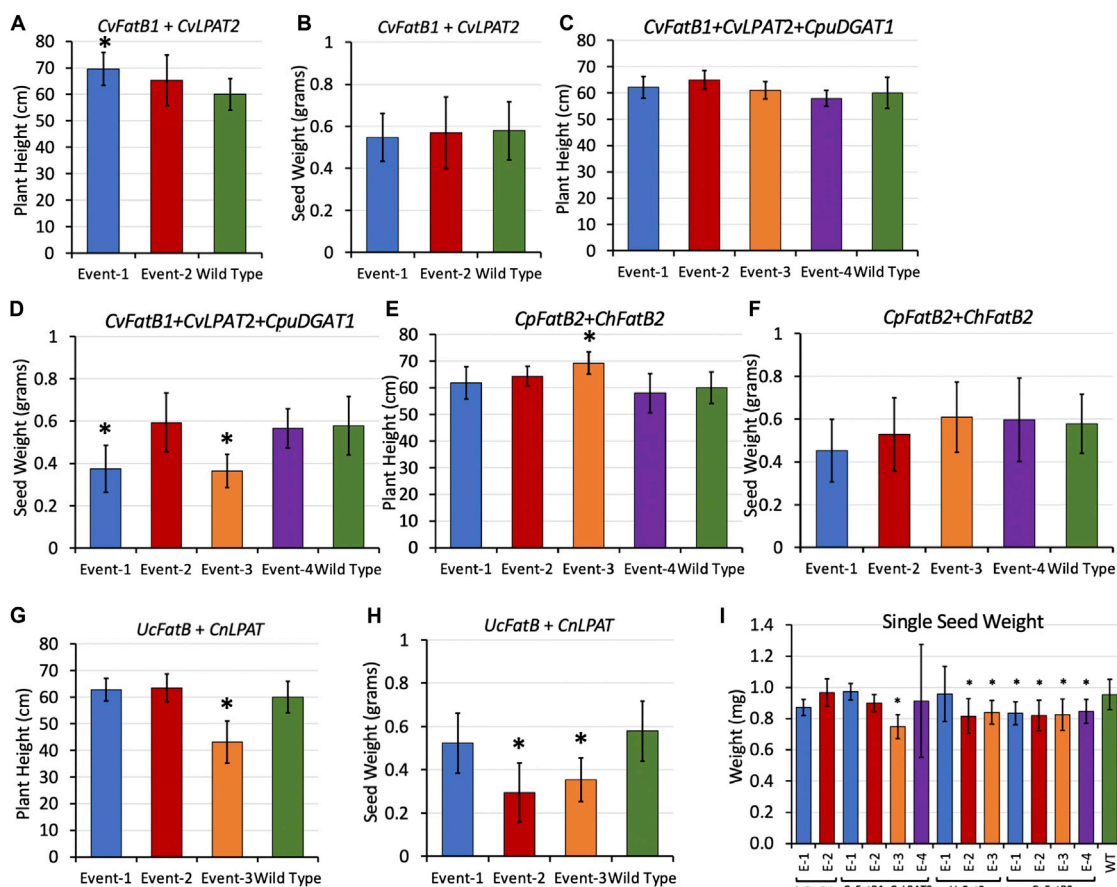 A
CvFatB1 + CvLPAT2
*
Plant Height (cm)
80
70
60
50
40
30
20
10
0
Event-1 Event-2 Wild Type
B
CvFatB1 + CvLPAT2
Seed Weight (grams)
1
0.8
0.6
0.4
0.2
0
Event-1 Event-2 Wild Type
C
CvFatB1+CvLPAT2+CpuDGAT1
Plant Height (cm)
80
70
60
50
40
30
20
10
0
Event-1 Event-2 Event-3 Event-4 Wild Type
D
CvFatB1+CvLPAT2+CpuDGAT1
Seed Weight (grams)
1
0.8
0.6
0.4
0.2
0
* *
Event-1 Event-2 Event-3 Event-4 Wild Type
E
CpFatB2+ChFatB2
*
Plant Height (cm)
80
70
60
50
40
30
20
10
0
Event-1 Event-2 Event-3 Event-4 Wild Type
F
CpFatB2+ChFatB2
Seed Weight (grams)
1
0.8
0.6
0.4
0.2
0
Event-1 Event-2 Event-3 Event-4 Wild Type
G
UcFatB + CnLPAT
Plant Height (cm)
80
70
60
50
40
30
20
10
0
*
Event-1 Event-2 Event-3 Wild Type
H
UcFatB + CnLPAT
Seed Weight (grams)
1
0.8
0.6
0.4
0.2
0
* *
Event-1 Event-2 Event-3 Wild Type
I
Single Seed Weight
Weight (mg)
1.4
1.2
1.0
0.8
0.6
0.4
0.2
0.0
* * * * * * *
E-1 E-2 E-1 E-2 E-3 E-4 E-1 E-2 E-3 E-1 E-2 E-3 E-4 WT